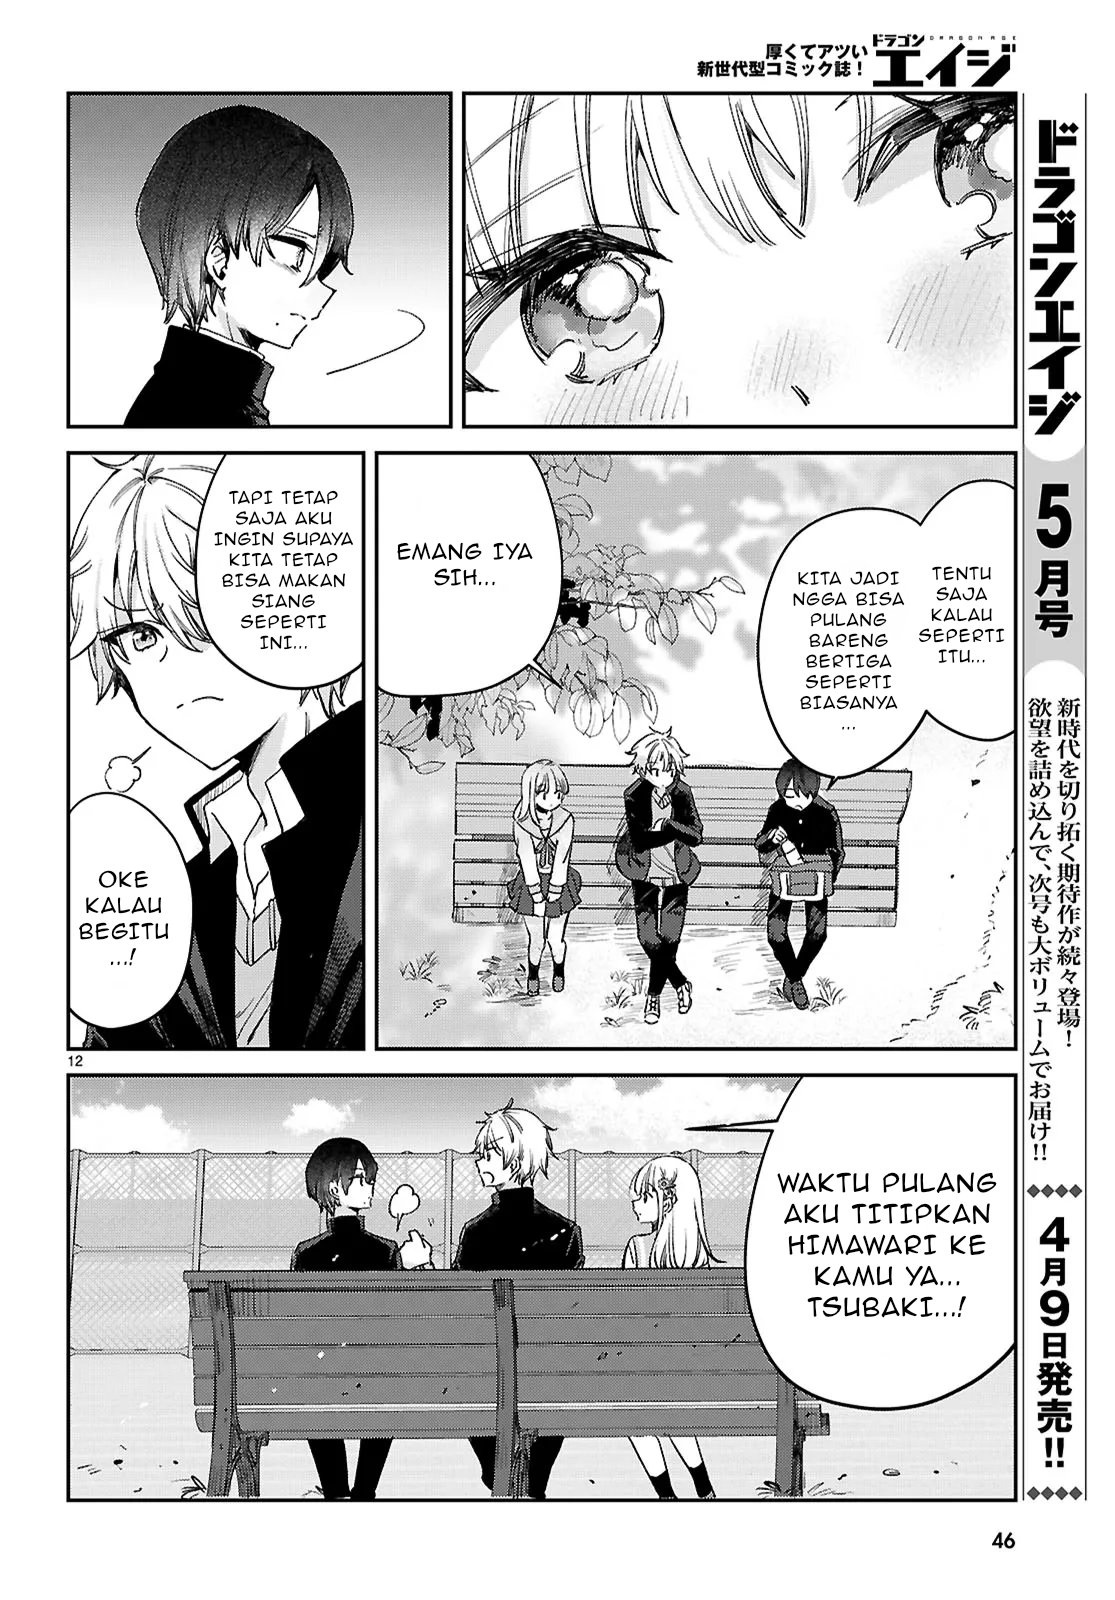 厚くてアツい
新世代型コミック誌！
ドラゴン
DRAGON AGE
エイジ
ドラゴンエイジ
5月号
新時代を切り拓く期待作が続々登場！
欲望を詰め込んで、次号も大ボリュームでお届け!!
4月9日発売!!
TENTU
SAJA
KALAU
SEPERTI
ITU...
KITA JADI
NGGA BISA
PULANG
BARENG
BERTIGA
SEPERTI
BIASANYA
...
EMANG IYA
SIH...
TAPI TETAP
SAJA AKU
INGIN SUPAYA
KITA TETAP
BISA MAKAN
SIANG
SEPERTI
INI...
OKE
KALAU
BEGITU
...!
12
WAKTU PULANG
AKU TITIPKAN
HIMAWARI KE
KAMU YA...
TSUBAKI...!
46